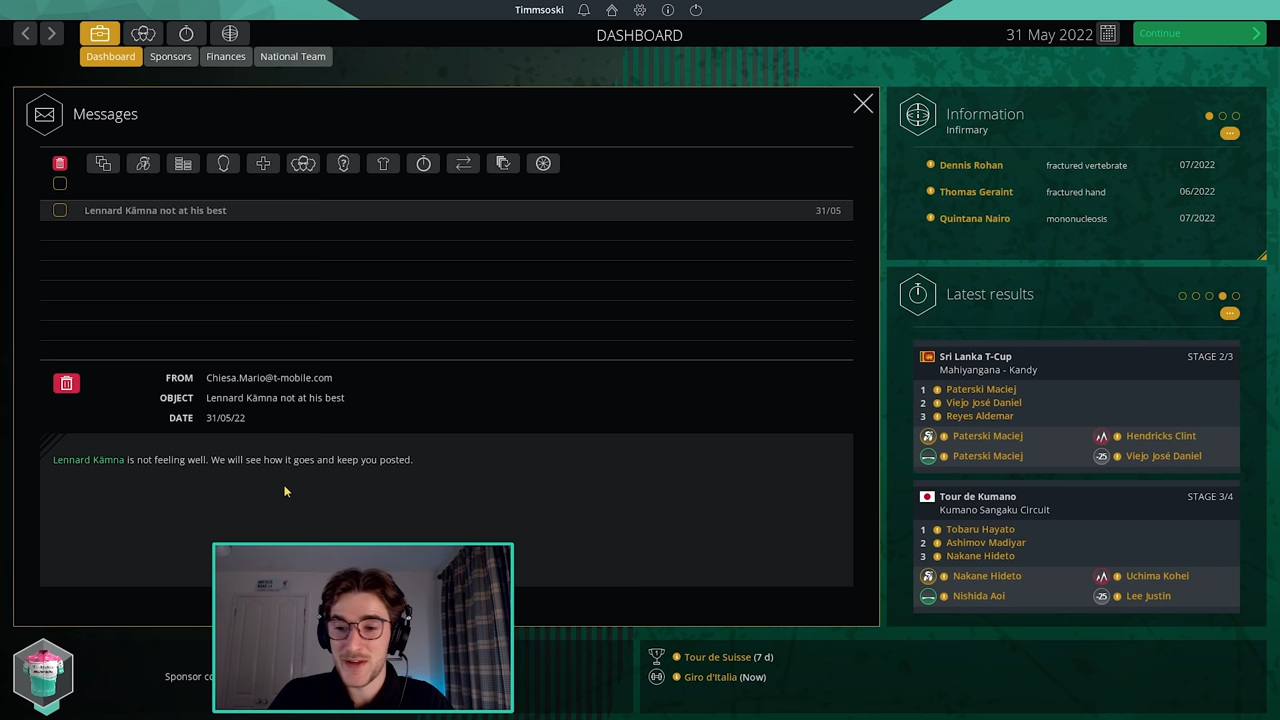 Timmsoski
DASHBOARD
31 May 2022
Continue
Dashboard
Sponsors
Finances
National Team
Messages
Lennard Kämna not at his best
31/05
FROM
Chiesa.Mario@t-mobile.com
OBJECT
Lennard Kämna not at his best
DATE
31/05/22
Lennard Kämna is not feeling well. We will see how it goes and keep you posted.
Information
Infirmary
Dennis Rohan fractured vertebrate 07/2022
Thomas Geraint fractured hand 06/2022
Quintana Nairo mononucleosis 07/2022
Latest results
Sri Lanka T-Cup STAGE 2/3
Mahiyangana - Kandy
1 Paterski Maciej
2 Viejo José Daniel
3 Reyes Aldemar
Paterski Maciej Hendricks Clint
Paterski Maciej -25 Viejo José Daniel
Tour de Kumano STAGE 3/4
Kumano Sangaku Circuit
1 Tobaru Hayato
2 Ashimov Madiyar
3 Nakane Hideto
Nakane Hideto Uchima Kohei
Nishida Aoi -25 Lee Justin
Sponsor
Tour de Suisse (7 d)
Giro d'Italia (Now)